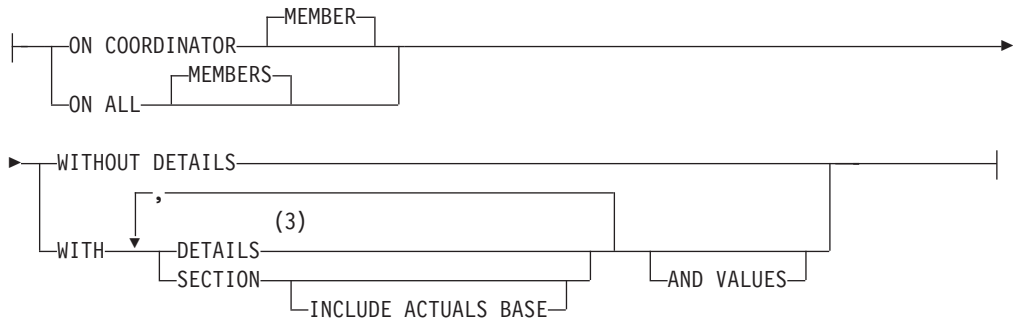 MEMBER
ON COORDINATOR
MEMBERS
ON ALL
WITHOUT DETAILS
,
(3)
WITH DETAILS
SECTION
AND VALUES
INCLUDE ACTUALS BASE